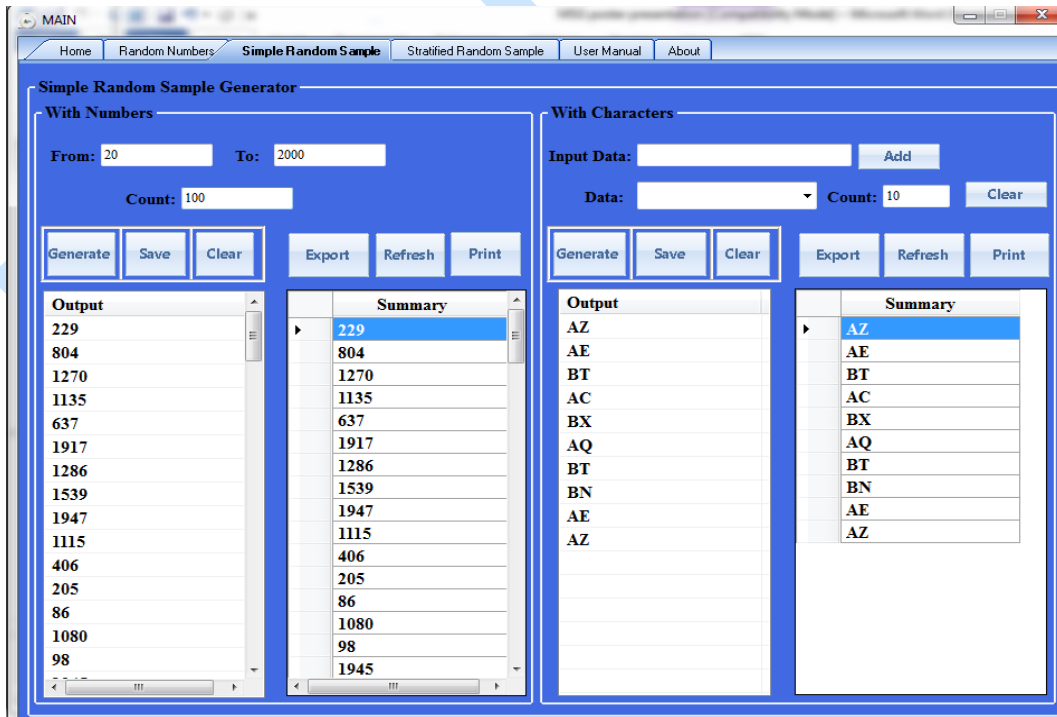 MAIN
Home Random Numbers Simple Random Sample Stratified Random Sample User Manual About
Simple Random Sample Generator
With Numbers
From: 20 To: 2000
Count: 100
Generate Save Clear Export Refresh Print
Output
229
804
1270
1135
637
1917
1286
1539
1947
1115
406
205
86
1080
98
Summary
229
804
1270
1135
637
1917
1286
1539
1947
1115
406
205
86
1080
98
1945
With Characters
Input Data: Add
Data: Count: 10 Clear
Generate Save Clear Export Refresh Print
Output
AZ
AE
BT
AC
BX
AQ
BT
BN
AE
AZ
Summary
AZ
AE
BT
AC
BX
AQ
BT
BN
AE
AZ